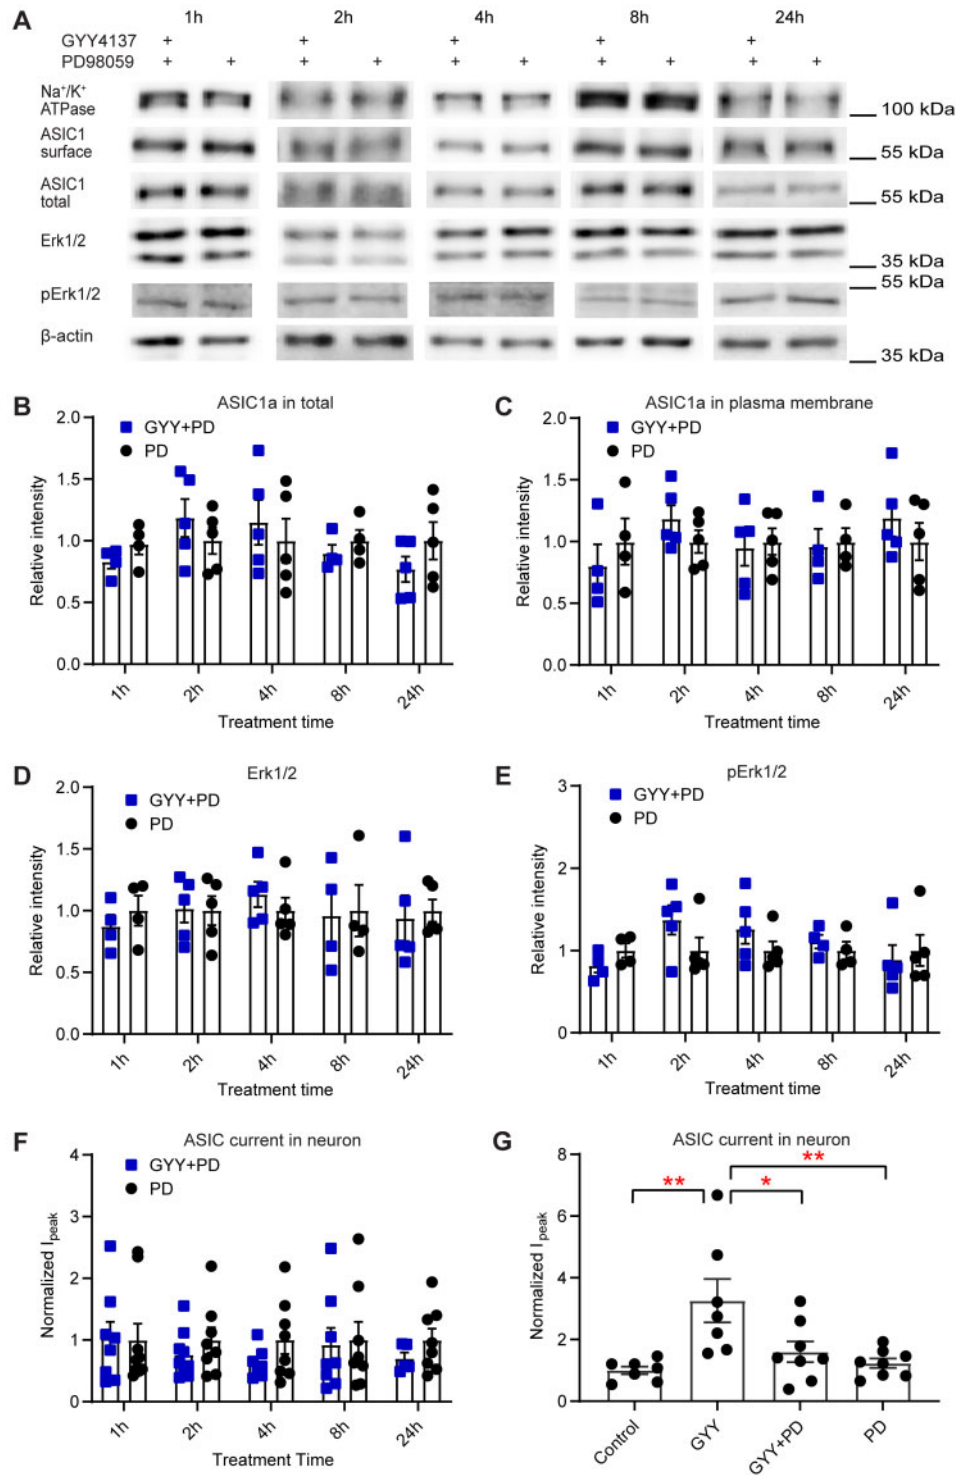 A 1h 2h 4h 8h 24h
GYY4137 + + + + +
PD98059 + + + + + + + + + +
Na⁺/K⁺
ATPase
100 kDa
ASIC1
surface
55 kDa
ASIC1
total
55 kDa
Erk1/2
35 kDa
55 kDa
pErk1/2
β-actin
35 kDa
B ASIC1a in total
GYY+PD
PD
Relative intensity
2.0
1.5
1.0
0.5
0.0
1h 2h 4h 8h 24h
Treatment time
C ASIC1a in plasma membrane
GYY+PD
PD
Relative intensity
2.0
1.5
1.0
0.5
0.0
1h 2h 4h 8h 24h
Treatment time
D Erk1/2
GYY+PD
PD
Relative intensity
2.0
1.5
1.0
0.5
0.0
1h 2h 4h 8h 24h
Treatment time
E pErk1/2
GYY+PD
PD
Relative intensity
3
2
1
0
1h 2h 4h 8h 24h
Treatment time
F ASIC current in neuron
GYY+PD
PD
Normalized I_peak
4
3
2
1
0
1h 2h 4h 8h 24h
Treatment Time
G ASIC current in neuron
** * **
Normalized I_peak
8
6
4
2
0
Control GYY GYY+PD PD